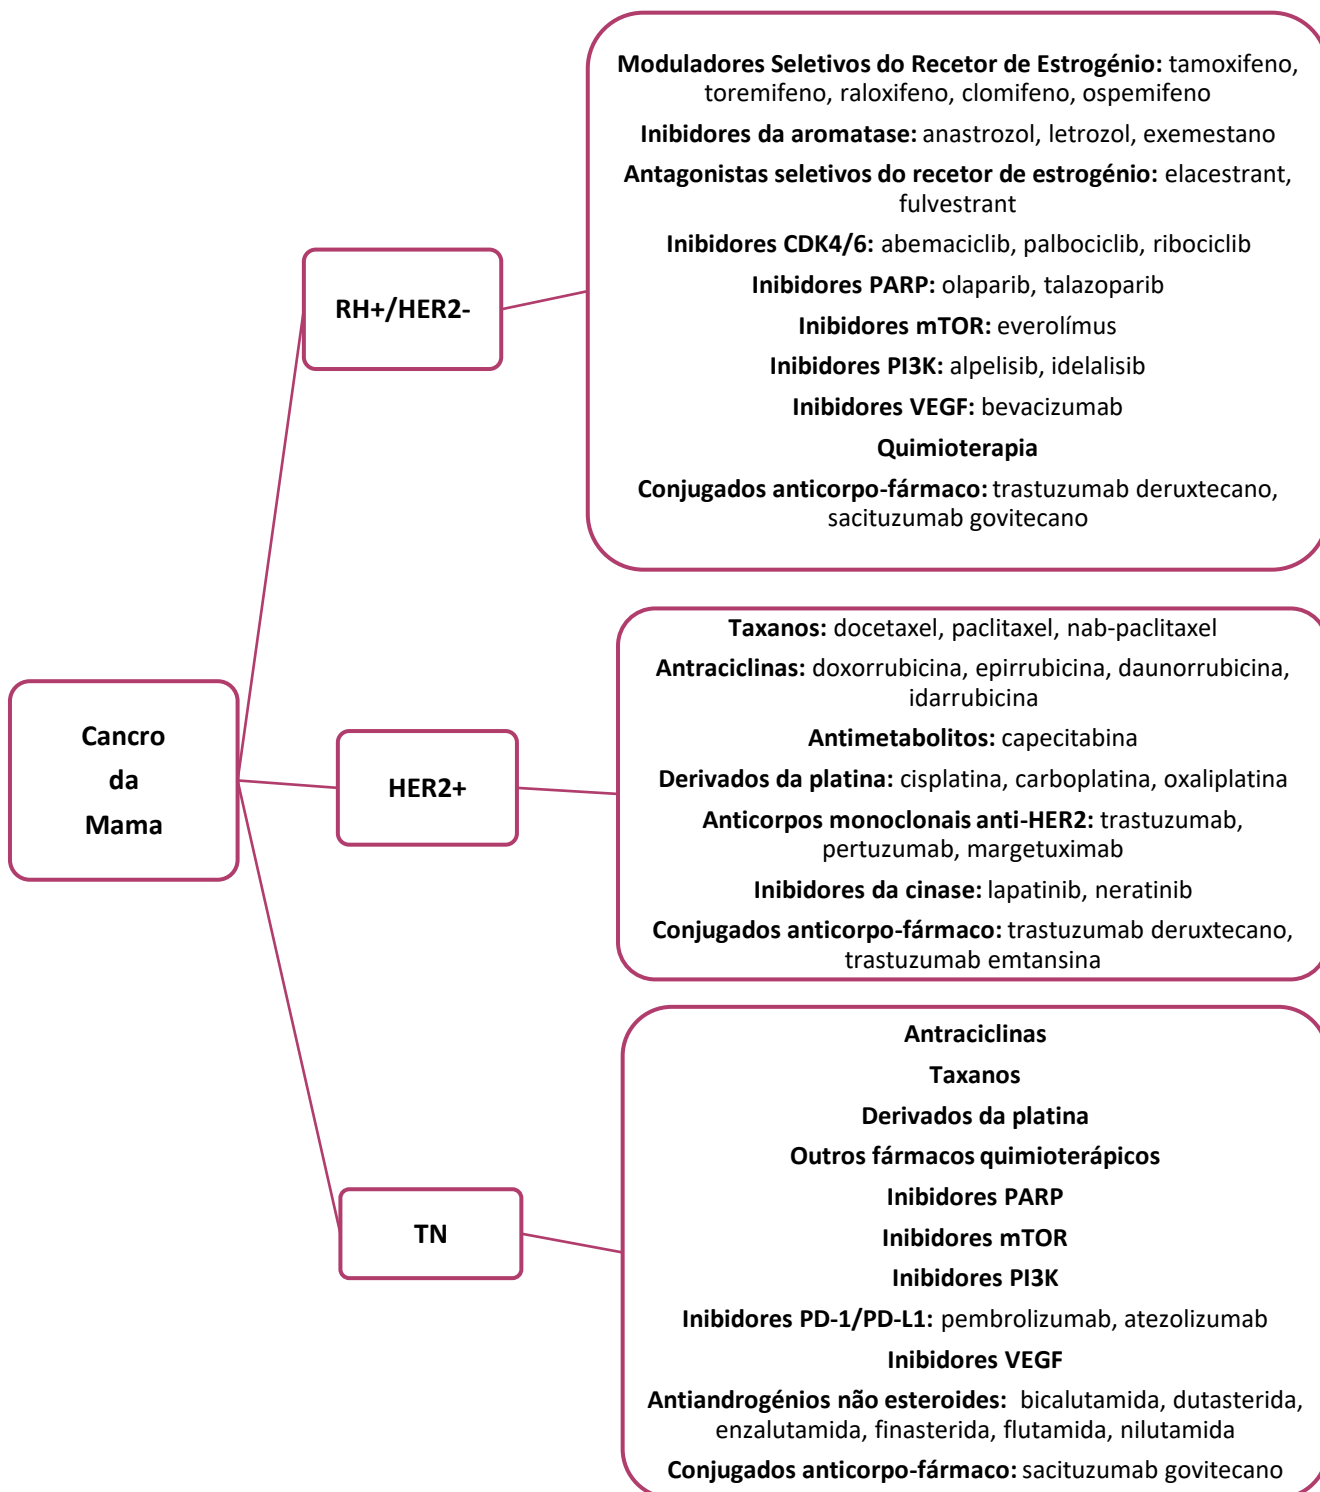 Cancro
da
Mama
RH+/HER2-
Moduladores Seletivos do Recetor de Estrogénio: tamoxifeno,
toremifeno, raloxifeno, clomifeno, ospemifeno
Inibidores da aromatase: anastrozol, letrozol, exemestano
Antagonistas seletivos do recetor de estrogénio: elacestrant,
fulvestrant
Inibidores CDK4/6: abemaciclib, palbociclib, ribociclib
Inibidores PARP: olaparib, talazoparib
Inibidores mTOR: everolímus
Inibidores PI3K: alpelisib, idelalisib
Inibidores VEGF: bevacizumab
Quimioterapia
Conjugados anticorpo-fármaco: trastuzumab deruxtecano,
sacituzumab govitecano
HER2+
Taxanos: docetaxel, paclitaxel, nab-paclitaxel
Antraciclinas: doxorrubicina, epirrubicina, daunorrubicina,
idarrubicina
Antimetabolitos: capecitabina
Derivados da platina: cisplatina, carboplatina, oxaliplatina
Anticorpos monoclonais anti-HER2: trastuzumab,
pertuzumab, margetuximab
Inibidores da cinase: lapatinib, neratinib
Conjugados anticorpo-fármaco: trastuzumab deruxtecano,
trastuzumab emtansina
TN
Antraciclinas
Taxanos
Derivados da platina
Outros fármacos quimioterápicos
Inibidores PARP
Inibidores mTOR
Inibidores PI3K
Inibidores PD-1/PD-L1: pembrolizumab, atezolizumab
Inibidores VEGF
Antiandrogénios não esteroides: bicalutamida, dutasterida,
enzalutamida, finasterida, flutamida, nilutamida
Conjugados anticorpo-fármaco: sacituzumab govitecano